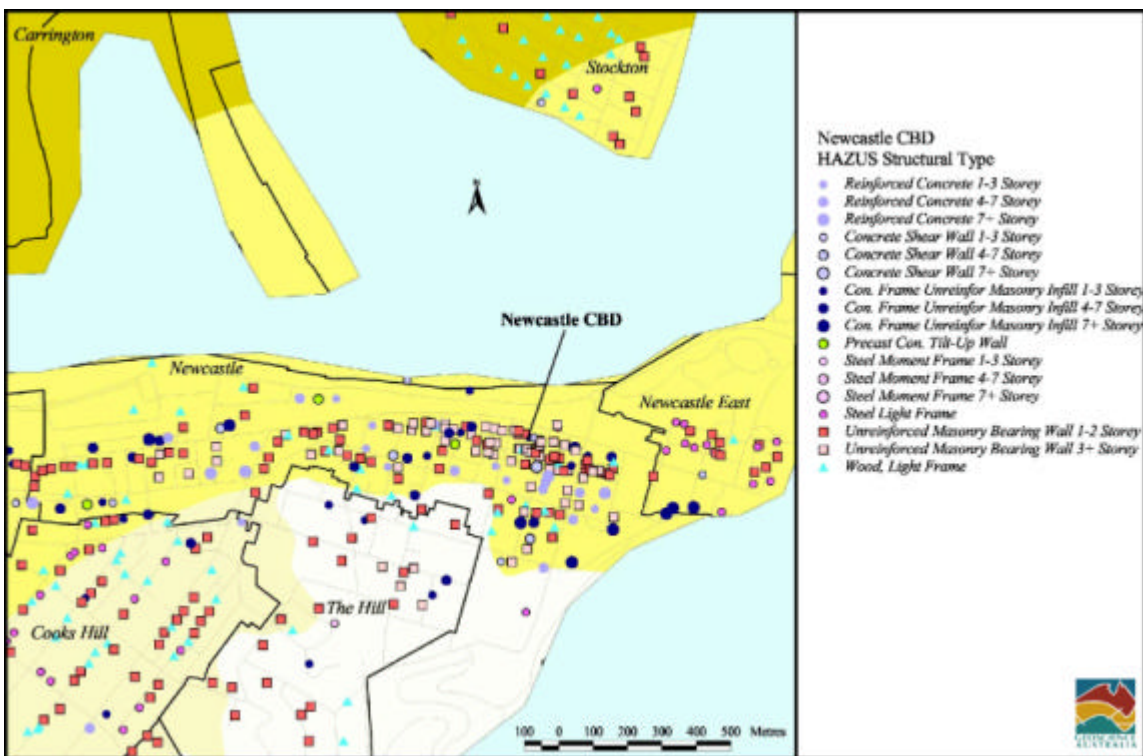 Carrington
Stockton
N
Newcastle CBD
Newcastle
Newcastle East
The Hill
Cooks Hill
100 0 100 200 300 400 500 Metres
Newcastle CBD
HAZUS Structural Type
Reinforced Concrete 1-3 Storey
Reinforced Concrete 4-7 Storey
Reinforced Concrete 7+ Storey
Concrete Shear Wall 1-3 Storey
Concrete Shear Wall 4-7 Storey
Concrete Shear Wall 7+ Storey
Con. Frame Unreinfor Masonry Infill 1-3 Storey
Con. Frame Unreinfor Masonry Infill 4-7 Storey
Con. Frame Unreinfor Masonry Infill 7+ Storey
Precast Con. Tilt-Up Wall
Steel Moment Frame 1-3 Storey
Steel Moment Frame 4-7 Storey
Steel Moment Frame 7+ Storey
Steel Light Frame
Unreinforced Masonry Bearing Wall 1-2 Storey
Unreinforced Masonry Bearing Wall 3+ Storey
Wood, Light Frame
GEOSCIENCE
AUSTRALIA